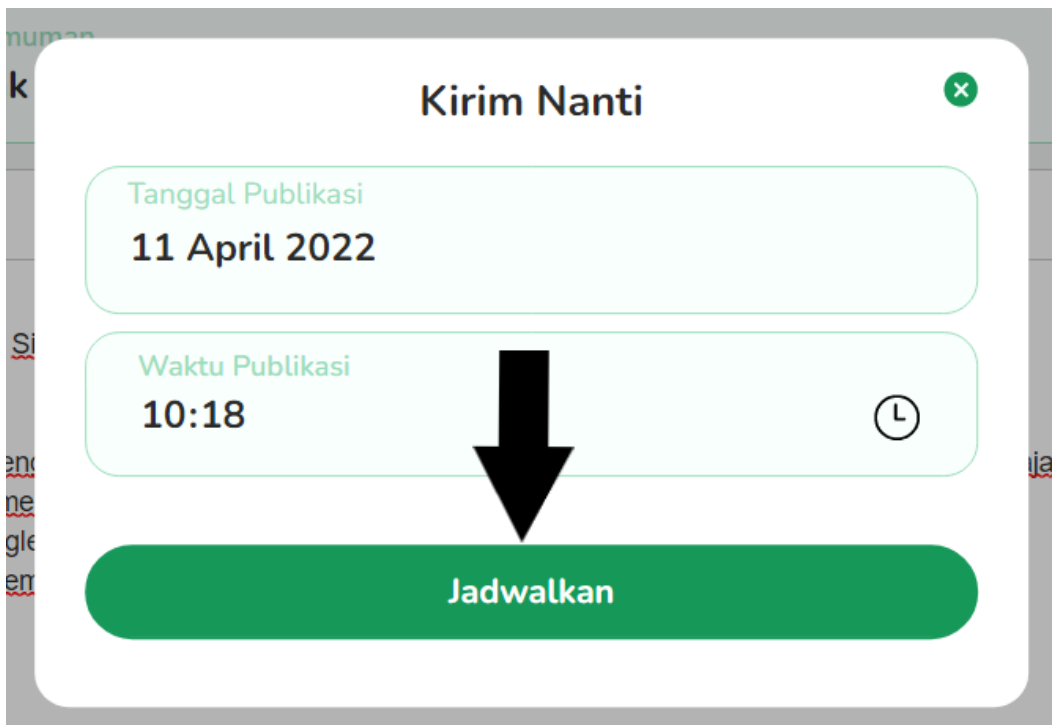 Kirim Nanti
Tanggal Publikasi
11 April 2022
Waktu Publikasi
10:18
Jadwalkan